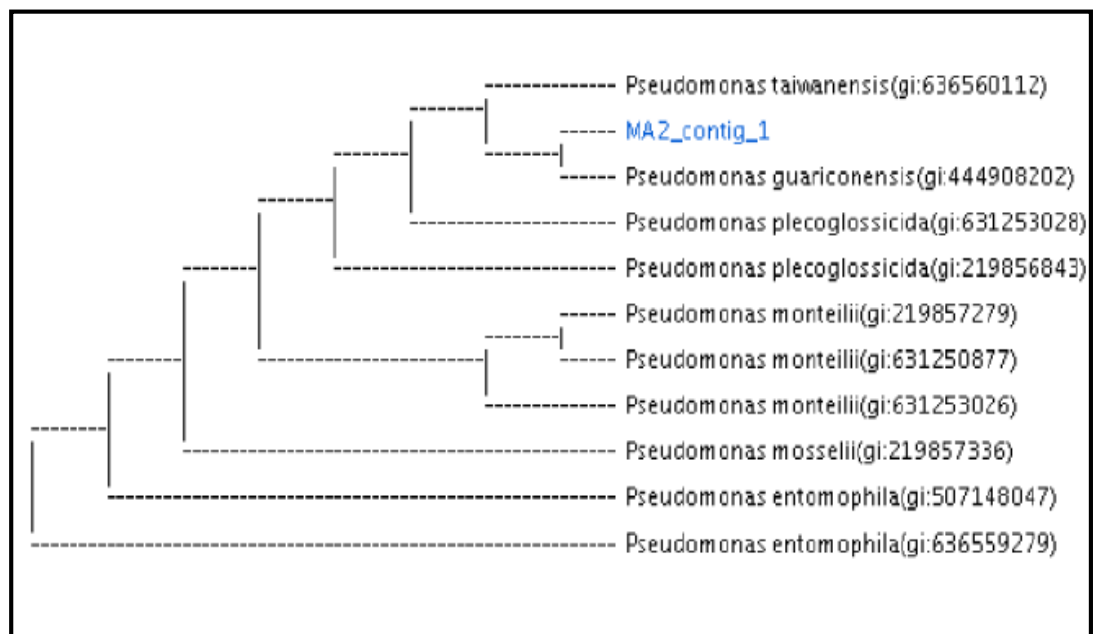 Pseudomonas taiwanensis(gi:636560112)
MA2_contig_1
Pseudomonas guariconensis(gi:444908202)
Pseudomonas plecoglossicida(gi:631253028)
Pseudomonas plecoglossicida(gi:219856843)
Pseudomonas monteilii(gi:219857279)
Pseudomonas monteilii(gi:631250877)
Pseudomonas monteilii(gi:631253026)
Pseudomonas mosselii(gi:219857336)
Pseudomonas entomophila(gi:507148047)
Pseudomonas entomophila(gi:636559279)